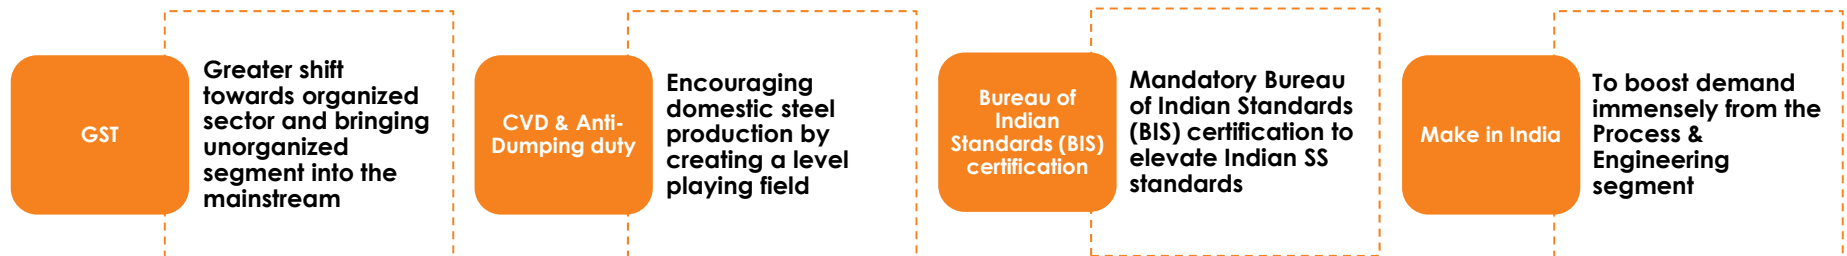 GST
Greater shift
towards organized
sector and bringing
unorganized
segment into the
mainstream
CVD & Anti-
Dumping duty
Encouraging
domestic steel
production by
creating a level
playing field
Bureau of
Indian
Standards (BIS)
certification
Mandatory Bureau
of Indian Standards
(BIS) certification to
elevate Indian SS
standards
Make in India
To boost demand
immensely from the
Process &
Engineering
segment